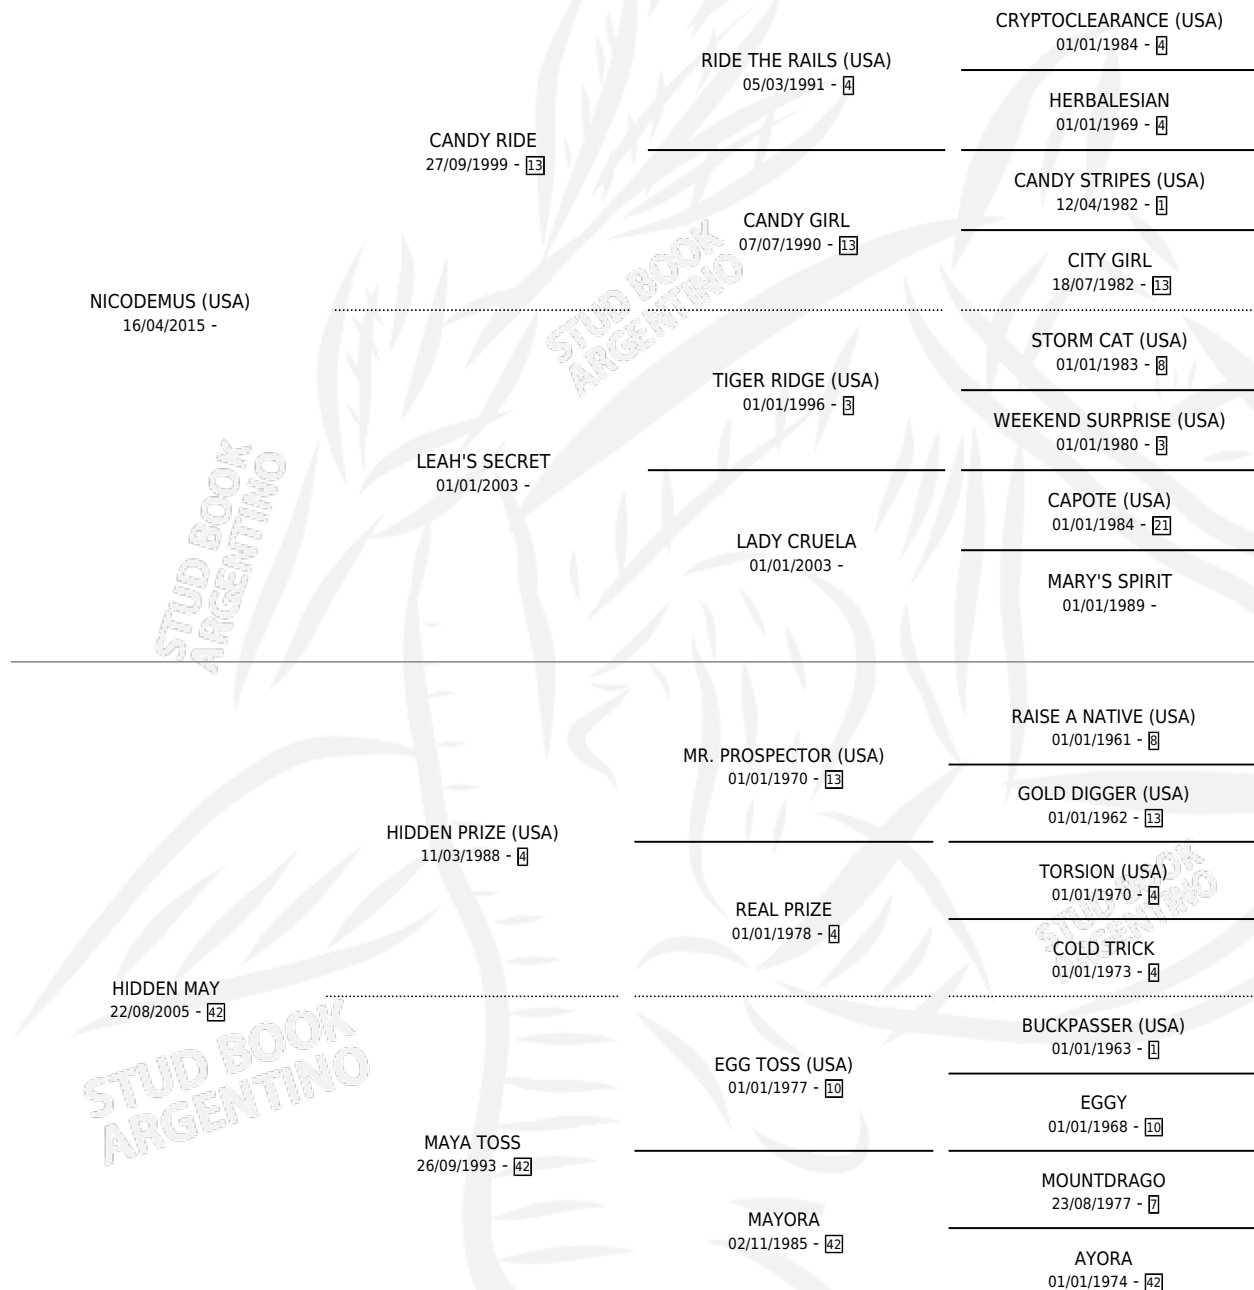 CRYPTOCLEARANCE (USA)
01/01/1984 - 4
RIDE THE RAILS (USA)
05/03/1991 - 4
HERBALESIAN
01/01/1969 - 4
CANDY RIDE
27/09/1999 - 13
CANDY STRIPES (USA)
12/04/1982 - 1
CANDY GIRL
07/07/1990 - 13
CITY GIRL
18/07/1982 - 13
NICODEMUS (USA)
16/04/2015 -
STORM CAT (USA)
01/01/1983 - 8
TIGER RIDGE (USA)
01/01/1996 - 3
WEEKEND SURPRISE (USA)
01/01/1980 - 3
LEAH'S SECRET
01/01/2003 -
CAPOTE (USA)
01/01/1984 - 21
LADY CRUELA
01/01/2003 -
MARY'S SPIRIT
01/01/1989 -
RAISE A NATIVE (USA)
01/01/1961 - 8
MR. PROSPECTOR (USA)
01/01/1970 - 13
GOLD DIGGER (USA)
01/01/1962 - 13
HIDDEN PRIZE (USA)
11/03/1988 - 4
TORSION (USA)
01/01/1970 - 4
REAL PRIZE
01/01/1978 - 4
COLD TRICK
01/01/1973 - 4
HIDDEN MAY
22/08/2005 - 42
BUCKPASSER (USA)
01/01/1963 - 1
EGG TOSS (USA)
01/01/1977 - 10
EGGY
01/01/1968 - 10
MAYA TOSS
26/09/1993 - 42
MOUNTDRAGO
23/08/1977 - 7
MAYORA
02/11/1985 - 42
AYORA
01/01/1974 - 42
STUD BOOK
ARGENTINO
STUD BOOK
ARGENTINO
STUD BOOK
ARGENTINO
STUD BOOK
ARGENTINO